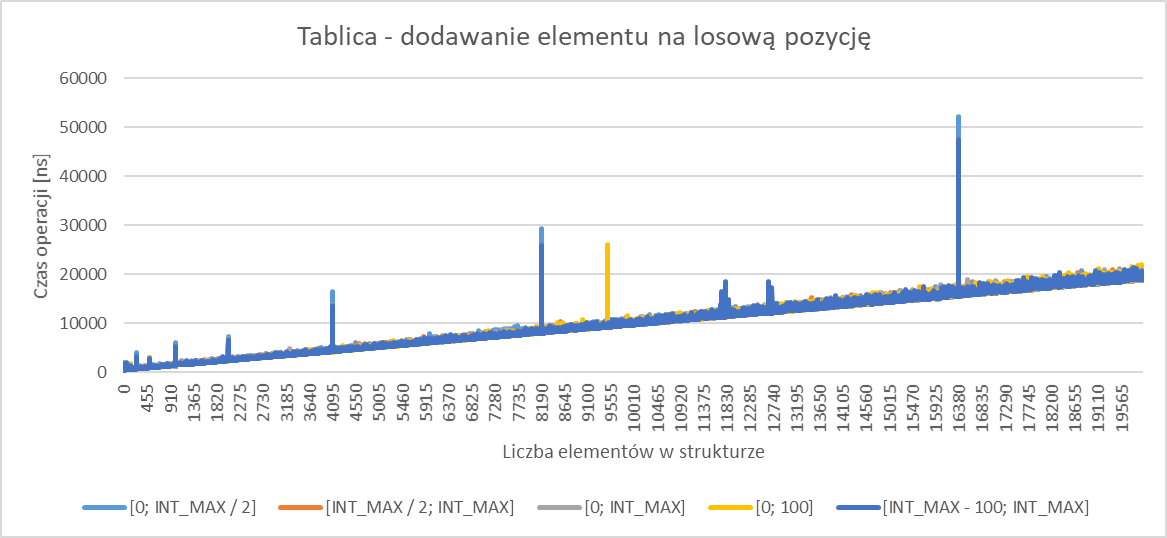 Tablica - dodawanie elementu na losową pozycję
Czas operacji [ns]
60000
50000
40000
30000
20000
10000
0
0 455 910 1365 1820 2275 2730 3185 3640 4095 4550 5005 5460 5915 6370 6825 7280 7735 8190 8645 9100 9555 10010 10465 10920 11375 11830 12285 12740 13195 13650 14105 14560 15015 15470 15925 16380 16835 17290 17745 18200 18655 19110 19565
Liczba elementów w strukturze
[0; INT_MAX / 2] [INT_MAX / 2; INT_MAX] [0; INT_MAX] [0; 100] [INT_MAX - 100; INT_MAX]